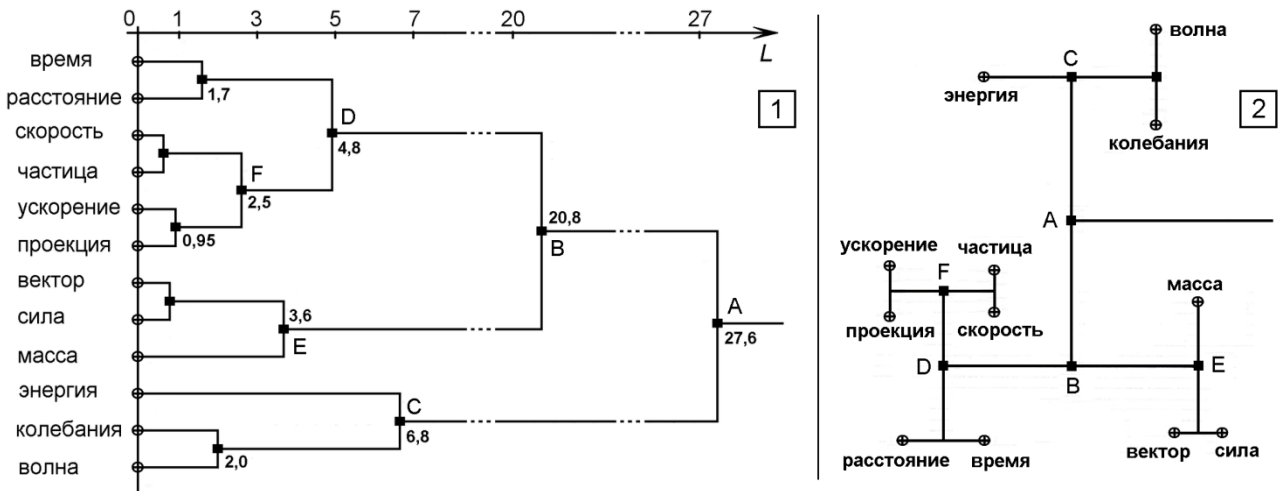 0 1 3 5 7 20 27
L
время
расстояние
1,7
скорость
D
4,8
частица
F
ускорение
2,5
проекция
0,95
20,8
B
вектор
сила
3,6
E
масса
A
27,6
энергия
C
колебания
6,8
волна
2,0
1
2
волна
C
энергия
колебания
A
ускорение частица
F
масса
проекция скорость
D B E
расстояние время
вектор сила